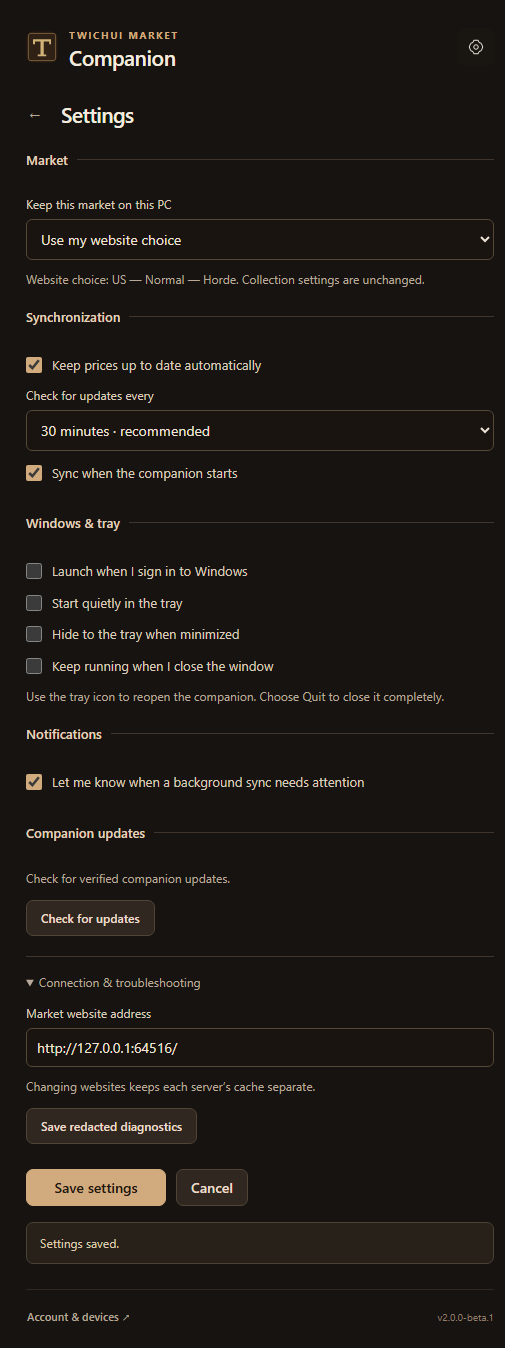 T
TWICHUI MARKET
Companion
← Settings
Market
Keep this market on this PC
Use my website choice
Website choice: US — Normal — Horde. Collection settings are unchanged.
Synchronization
Keep prices up to date automatically
Check for updates every
30 minutes · recommended
Sync when the companion starts
Windows & tray
Launch when I sign in to Windows
Start quietly in the tray
Hide to the tray when minimized
Keep running when I close the window
Use the tray icon to reopen the companion. Choose Quit to close it completely.
Notifications
Let me know when a background sync needs attention
Companion updates
Check for verified companion updates.
Check for updates
▼ Connection & troubleshooting
Market website address
http://127.0.0.1:64516/
Changing websites keeps each server's cache separate.
Save redacted diagnostics
Save settings Cancel
Settings saved.
Account & devices ↗ v2.0.0-beta.1